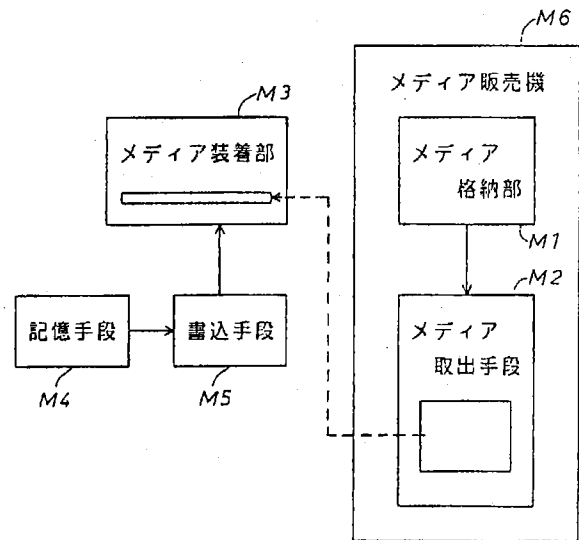 M6
メディア販売機
M3
メディア装着部
メディア
格納部
M1
M2
メディア
取出手段
記憶手段
書込手段
M4
M5